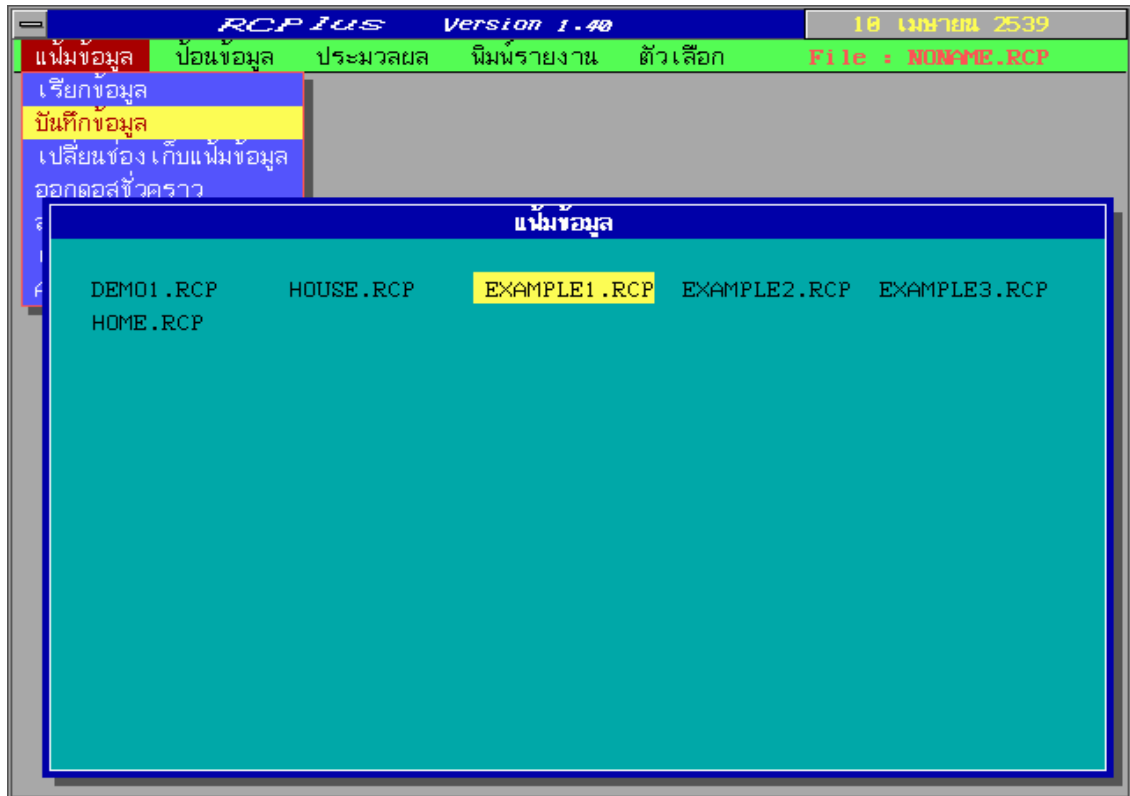 RCPlus Version 1.40 10 เมษายน 2539
แฟ้มข้อมูล ป้อนข้อมูล ประมวลผล พิมพ์รายงาน ตัวเลือก File : NONAME.RCP
เรียกข้อมูล
บันทึกข้อมูล
เปลี่ยนช่องเก็บแฟ้มข้อมูล
ออกดอสชั่วคราว
แฟ้มข้อมูล
DEMO1.RCP HOUSE.RCP EXAMPLE1.RCP EXAMPLE2.RCP EXAMPLE3.RCP
HOME.RCP